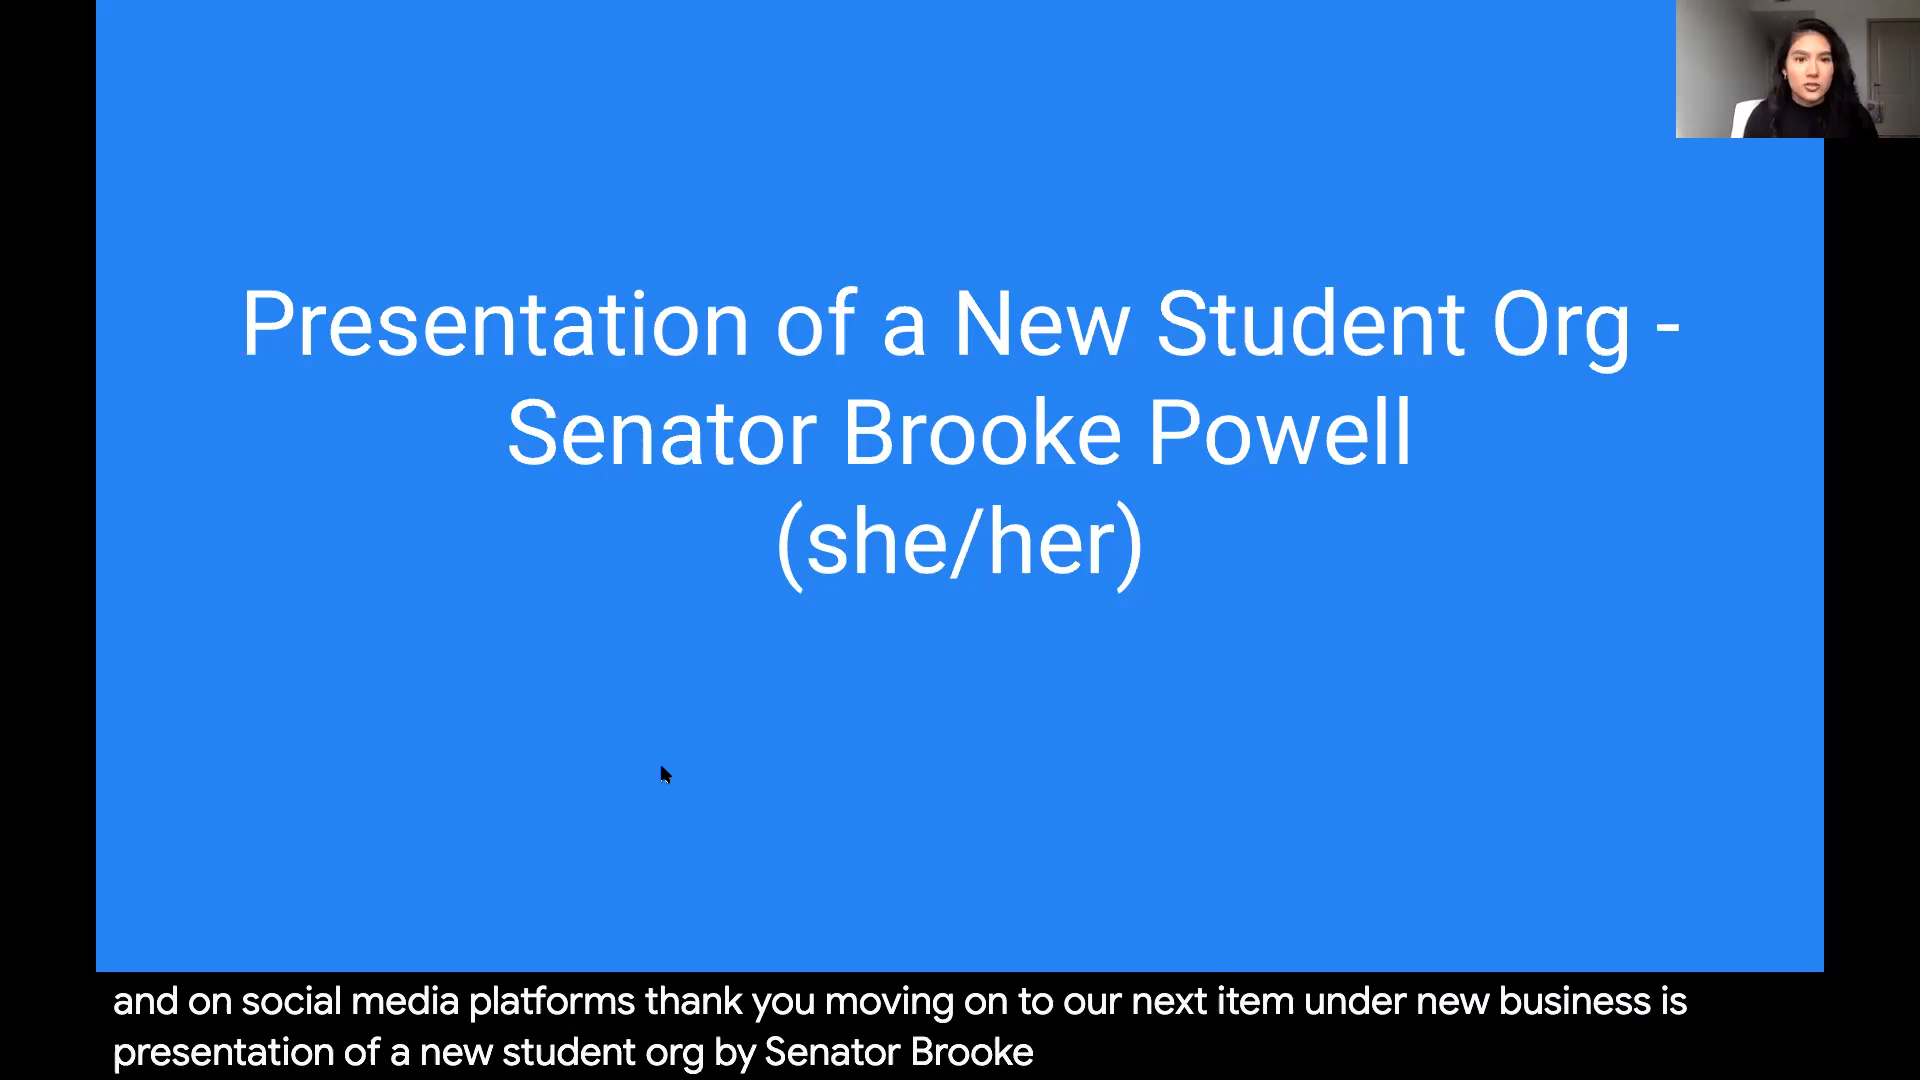 Presentation of a New Student Org -
Senator Brooke Powell
(she/her)
and on social media platforms thank you moving on to our next item under new business is
presentation of a new student org by Senator Brooke